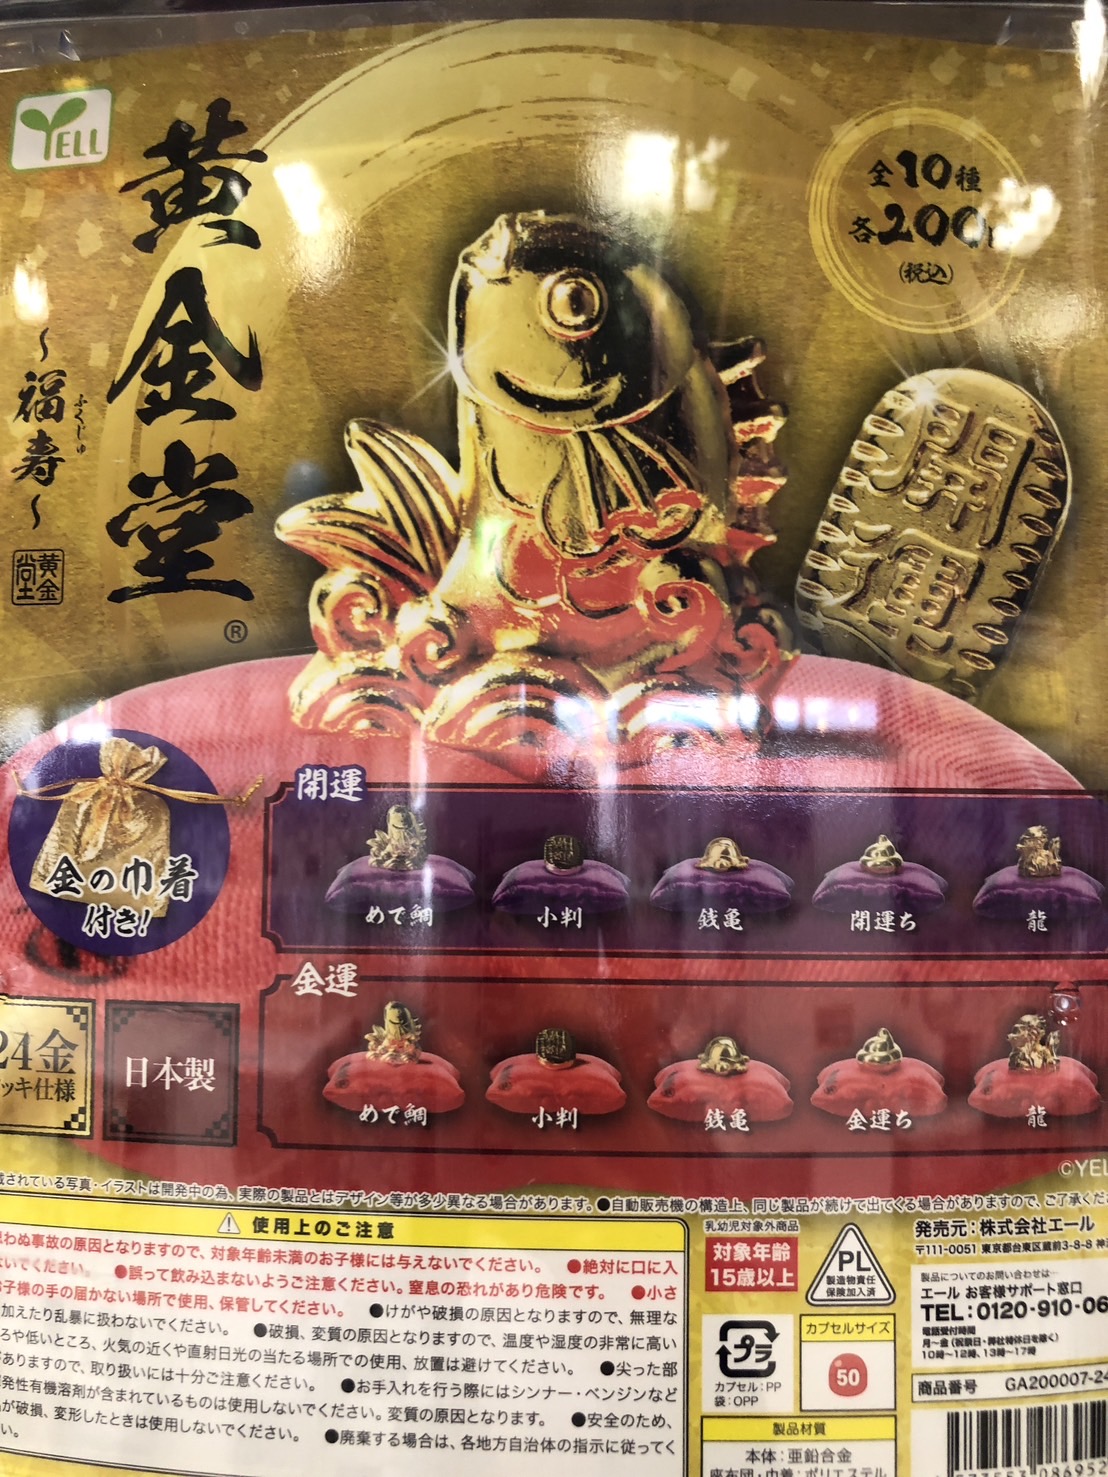 YELL
黄金堂
®
～福寿～
ふくじゅ
黄金堂
全10種
各200
(税込)
開運
金の巾着
付き!
開運
めで鯛
小判
銭亀
開運ち
龍
金運
めで鯛
小判
銭亀
金運ち
龍
24金
ッキ仕様
日本製
©YEL
されている写真・イラストは開発中の為、実際の製品とはデザイン等が多少異なる場合があります。●自動販売機の構造上、同じ製品が続けて出てくる場合がありますので、ご了承くだ
⚠ 使用上のご注意
わぬ事故の原因となりますので、対象年齢未満のお子様には与えないでください。 ●絶対に口に入
ないでください。 ●誤って飲み込まないようご注意ください。窒息の恐れがあり危険です。 ●小さ
子様の手の届かない場所で使用、保管してください。 ●けがや破損の原因となりますので、無理な
加えたり乱暴に扱わないでください。 ●破損、変質の原因となりますので、温度や湿度の非常に高い
ろや低いところ、火気の近くや直射日光の当たる場所での使用、放置は避けてください。 ●尖った部
ありますので、取り扱いには十分ご注意ください。 ●お手入れを行う際にはシンナー・ベンジンなど
発性有機溶剤が含まれているものは使用しないでください。変質の原因となります。 ●安全のため、
が破損、変形したときは使用しないでください。 ●廃棄する場合は、各地方自治体の指示に従ってく
い。
乳幼児対象外商品
対象年齢
15歳以上
PL
製造物責任
保険加入済
プラ
カプセル:PP
袋:OPP
カプセルサイズ
50
製品材質
本体:亜鉛合金
座布団・巾着:ポリエステル
発売元:株式会社エール
〒111-0051 東京都台東区蔵前3-8-8
製品についてのお問い合わせは…
エール お客様サポート窓口
TEL:0120-910-06
電話受付時間
月～金(祝祭日・弊社特休日を除く)
10時～12時、13時～17時
商品番号 GA200007-24
086952